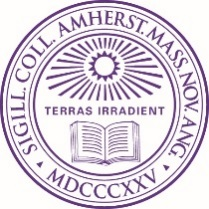 SIGILL. COLL. AMHERST. MASS. NOV. ANG.
TERRAS IRRADIENT
MDCCCXXV